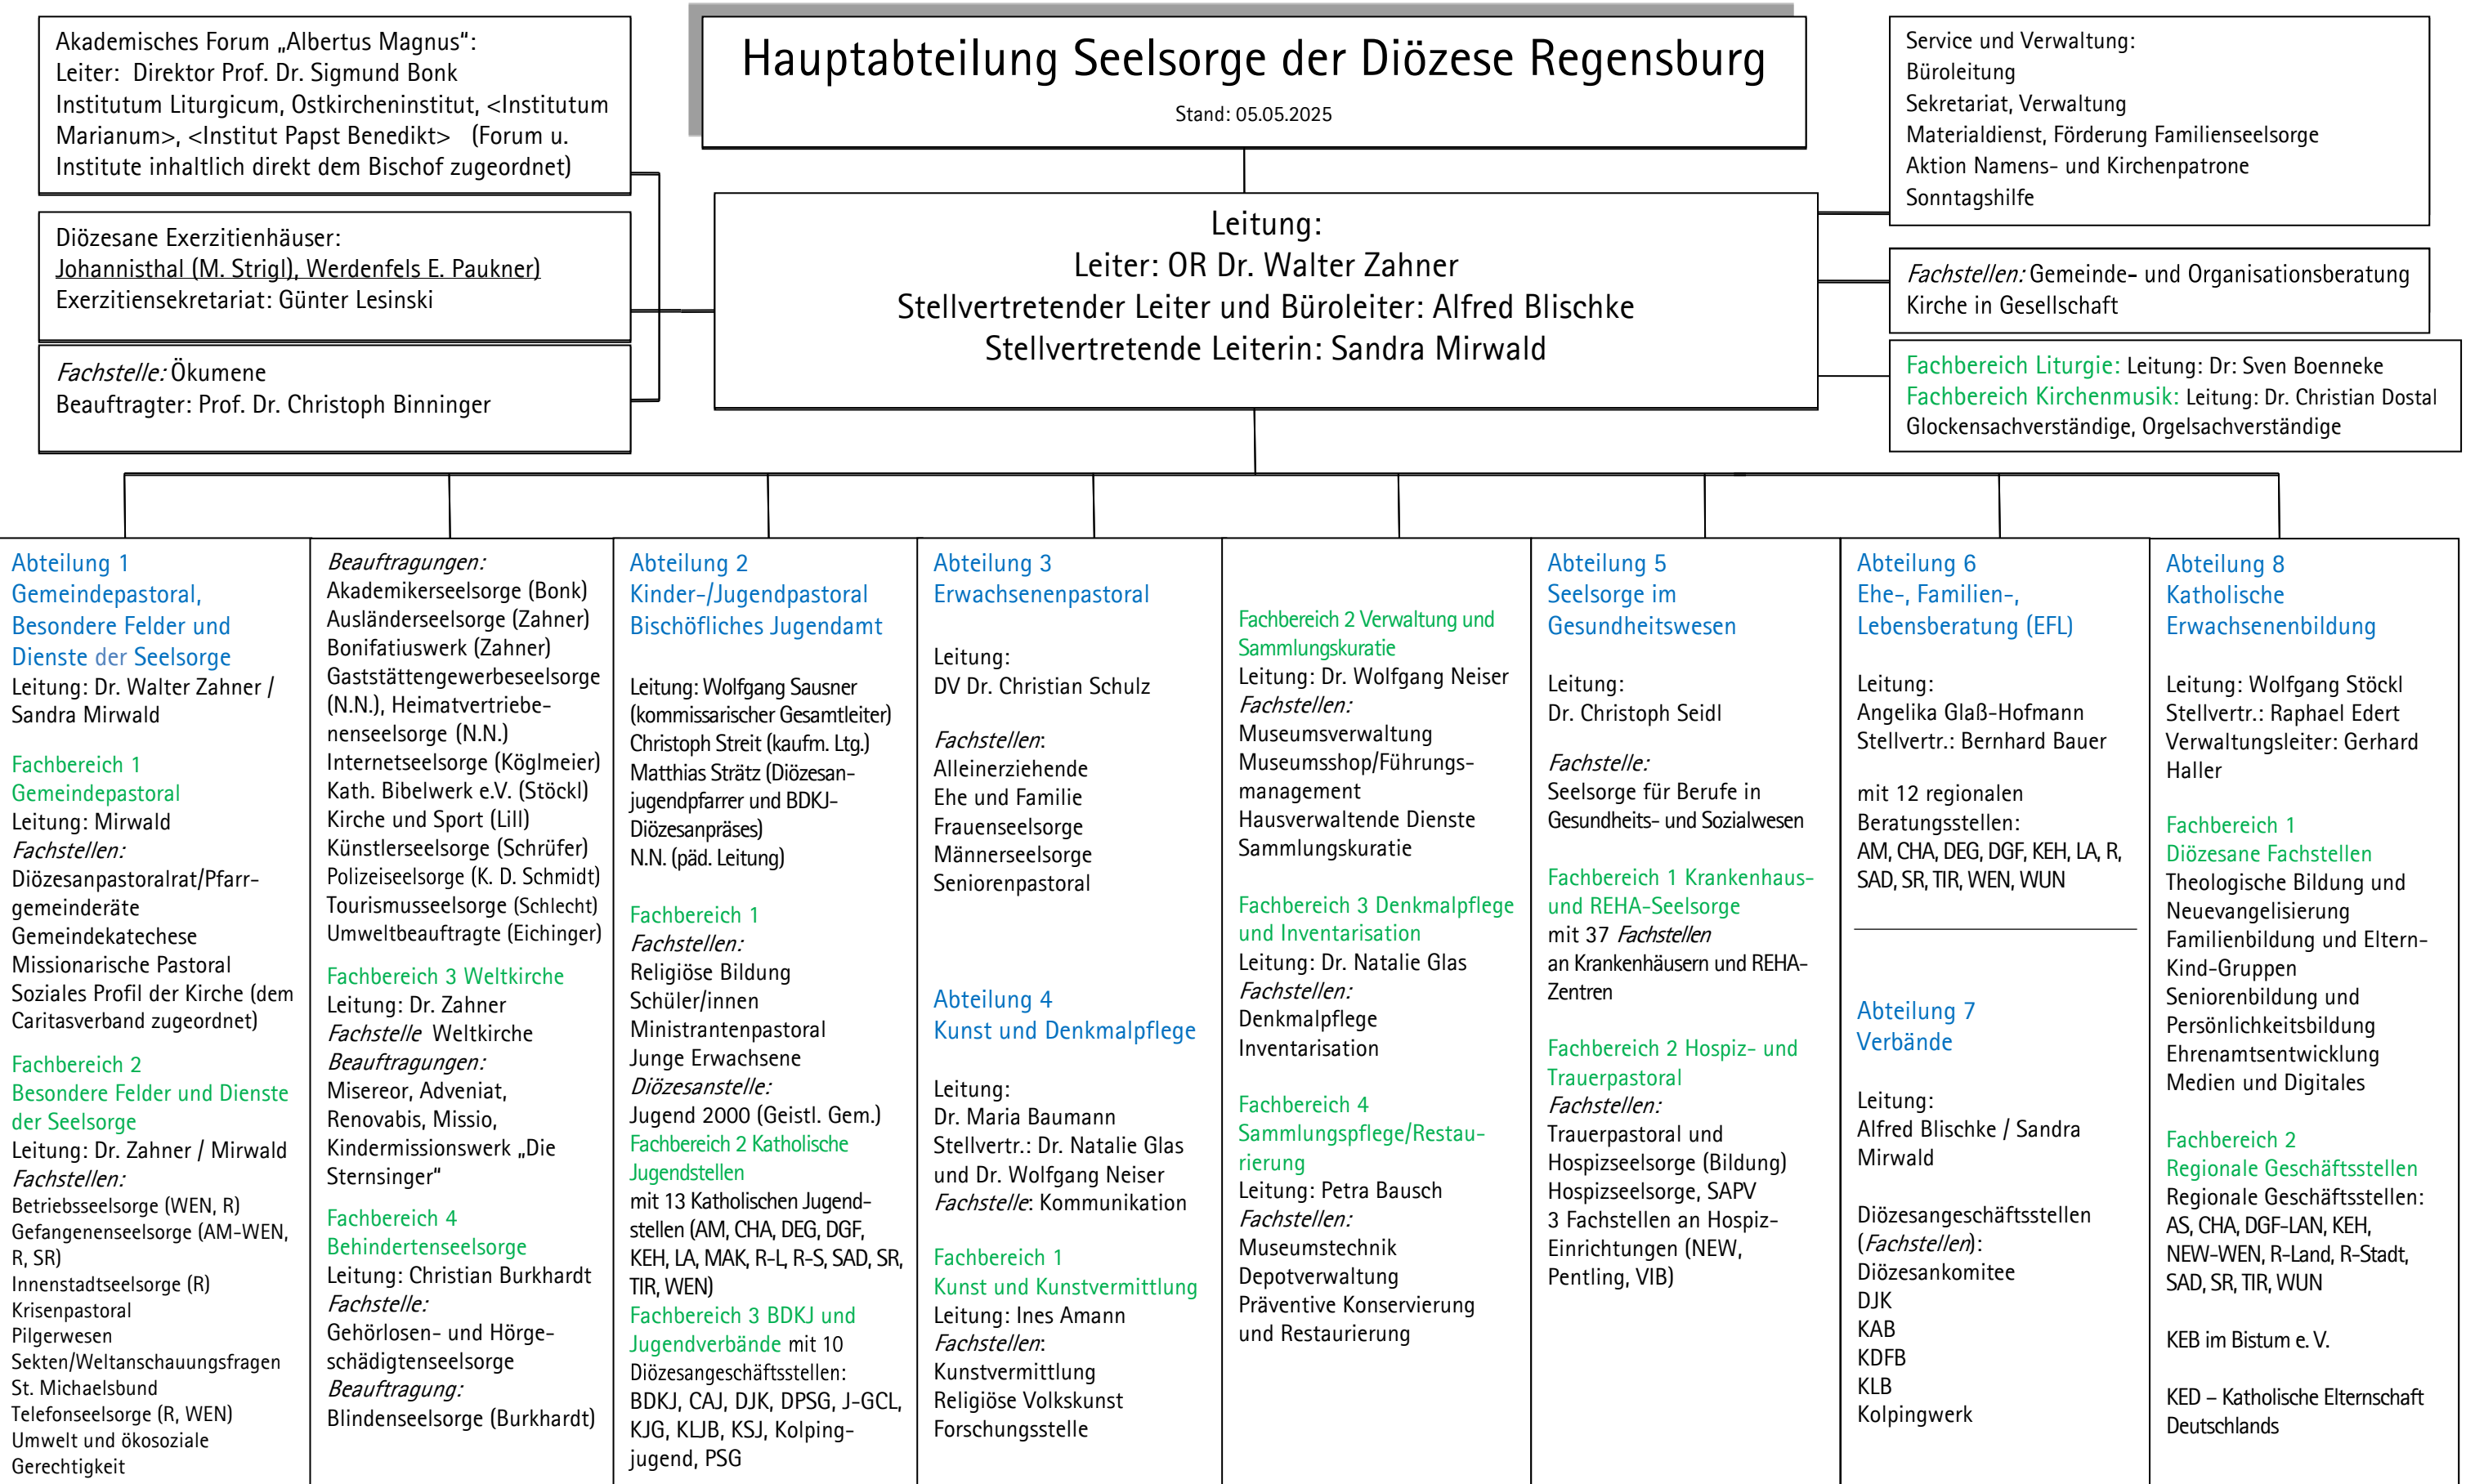 Akademisches Forum „Albertus Magnus“:
Leiter: Direktor Prof. Dr. Sigmund Bonk
Institutum Liturgicum, Ostkircheninstitut, <Institutum
Marianum>, <Institut Papst Benedikt> (Forum u.
Institute inhaltlich direkt dem Bischof zugeordnet)
Hauptabteilung Seelsorge der Diözese Regensburg
Stand: 05.05.2025
Service und Verwaltung:
Büroleitung
Sekretariat, Verwaltung
Materialdienst, Förderung Familienseelsorge
Aktion Namens- und Kirchenpatrone
Sonntagshilfe
Diözesane Exerzitienhäuser:
Johannisthal (M. Strigl), Werdenfels E. Paukner)
Exerzitiensekretariat: Günter Lesinski
Leitung:
Leiter: OR Dr. Walter Zahner
Stellvertretender Leiter und Büroleiter: Alfred Blischke
Stellvertretende Leiterin: Sandra Mirwald
Fachstellen: Gemeinde- und Organisationsberatung
Kirche in Gesellschaft
Fachstelle: Ökumene
Beauftragter: Prof. Dr. Christoph Binninger
Fachbereich Liturgie: Leitung: Dr: Sven Boenneke
Fachbereich Kirchenmusik: Leitung: Dr. Christian Dostal
Glockensachverständige, Orgelsachverständige
Abteilung 1
Gemeindepastoral,
Besondere Felder und
Dienste der Seelsorge
Leitung: Dr. Walter Zahner /
Sandra Mirwald
Fachbereich 1
Gemeindepastoral
Leitung: Mirwald
Fachstellen:
Diözesanpastoralrat/Pfarr-
gemeinderäte
Gemeindekatechese
Missionarische Pastoral
Soziales Profil der Kirche (dem
Caritasverband zugeordnet)
Fachbereich 2
Besondere Felder und Dienste
der Seelsorge
Leitung: Dr. Zahner / Mirwald
Fachstellen:
Betriebsseelsorge (WEN, R)
Gefangenenseelsorge (AM-WEN,
R, SR)
Innenstadtseelsorge (R)
Krisenpastoral
Pilgerwesen
Sekten/Weltanschauungsfragen
St. Michaelsbund
Telefonseelsorge (R, WEN)
Umwelt und ökosoziale
Gerechtigkeit
Beauftragungen:
Akademikerseelsorge (Bonk)
Ausländerseelsorge (Zahner)
Bonifatiuswerk (Zahner)
Gaststättengewerbeseelsorge
(N.N.), Heimatvertriebe-
nenseelsorge (N.N.)
Internetseelsorge (Köglmeier)
Kath. Bibelwerk e.V. (Stöckl)
Kirche und Sport (Lill)
Künstlerseelsorge (Schrüfer)
Polizeiseelsorge (K. D. Schmidt)
Tourismusseelsorge (Schlecht)
Umweltbeauftragte (Eichinger)
Fachbereich 3 Weltkirche
Leitung: Dr. Zahner
Fachstelle Weltkirche
Beauftragungen:
Misereor, Adveniat,
Renovabis, Missio,
Kindermissionswerk „Die
Sternsinger“
Fachbereich 4
Behindertenseelsorge
Leitung: Christian Burkhardt
Fachstelle:
Gehörlosen- und Hörge-
schädigtenseelsorge
Beauftragung:
Blindenseelsorge (Burkhardt)
Abteilung 2
Kinder-/Jugendpastoral
Bischöfliches Jugendamt
Leitung: Wolfgang Sausner
(kommissarischer Gesamtleiter)
Christoph Streit (kaufm. Ltg.)
Matthias Strätz (Diözesan-
jugendpfarrer und BDKJ-
Diözesanpräses)
N.N. (päd. Leitung)
Fachbereich 1
Fachstellen:
Religiöse Bildung
Schüler/innen
Ministrantenpastoral
Junge Erwachsene
Diözesanstelle:
Jugend 2000 (Geistl. Gem.)
Fachbereich 2 Katholische
Jugendstellen
mit 13 Katholischen Jugend-
stellen (AM, CHA, DEG, DGF,
KEH, LA, MAK, R-L, R-S, SAD, SR,
TIR, WEN)
Fachbereich 3 BDKJ und
Jugendverbände mit 10
Diözesangeschäftsstellen:
BDKJ, CAJ, DJK, DPSG, J-GCL,
KJG, KLJB, KSJ, Kolping-
jugend, PSG
Abteilung 3
Erwachsenenpastoral
Leitung:
DV Dr. Christian Schulz
Fachstellen:
Alleinerziehende
Ehe und Familie
Frauenseelsorge
Männerseelsorge
Seniorenpastoral
Abteilung 4
Kunst und Denkmalpflege
Leitung:
Dr. Maria Baumann
Stellvertr.: Dr. Natalie Glas
und Dr. Wolfgang Neiser
Fachstelle: Kommunikation
Fachbereich 1
Kunst und Kunstvermittlung
Leitung: Ines Amann
Fachstellen:
Kunstvermittlung
Religiöse Volkskunst
Forschungsstelle
Fachbereich 2 Verwaltung und
Sammlungskuratie
Leitung: Dr. Wolfgang Neiser
Fachstellen:
Museumsverwaltung
Museumsshop/Führungs-
management
Hausverwaltende Dienste
Sammlungskuratie
Fachbereich 3 Denkmalpflege
und Inventarisation
Leitung: Dr. Natalie Glas
Fachstellen:
Denkmalpflege
Inventarisation
Fachbereich 4
Sammlungspflege/Restau-
rierung
Leitung: Petra Bausch
Fachstellen:
Museumstechnik
Depotverwaltung
Präventive Konservierung
und Restaurierung
Abteilung 5
Seelsorge im
Gesundheitswesen
Leitung:
Dr. Christoph Seidl
Fachstelle:
Seelsorge für Berufe in
Gesundheits- und Sozialwesen
Fachbereich 1 Krankenhaus-
und REHA-Seelsorge
mit 37 Fachstellen
an Krankenhäusern und REHA-
Zentren
Fachbereich 2 Hospiz- und
Trauerpastoral
Fachstellen:
Trauerpastoral und
Hospizseelsorge (Bildung)
Hospizseelsorge, SAPV
3 Fachstellen an Hospiz-
Einrichtungen (NEW,
Pentling, VIB)
Abteilung 6
Ehe-, Familien-,
Lebensberatung (EFL)
Leitung:
Angelika Glaß-Hofmann
Stellvertr.: Bernhard Bauer
mit 12 regionalen
Beratungsstellen:
AM, CHA, DEG, DGF, KEH, LA, R,
SAD, SR, TIR, WEN, WUN
Abteilung 7
Verbände
Leitung:
Alfred Blischke / Sandra
Mirwald
Diözesangeschäftsstellen
(Fachstellen):
Diözesankomitee
DJK
KAB
KDFB
KLB
Kolpingwerk
Abteilung 8
Katholische
Erwachsenenbildung
Leitung: Wolfgang Stöckl
Stellvertr.: Raphael Edert
Verwaltungsleiter: Gerhard
Haller
Fachbereich 1
Diözesane Fachstellen
Theologische Bildung und
Neuevangelisierung
Familienbildung und Eltern-
Kind-Gruppen
Seniorenbildung und
Persönlichkeitsbildung
Ehrenamtsentwicklung
Medien und Digitales
Fachbereich 2
Regionale Geschäftsstellen
Regionale Geschäftsstellen:
AS, CHA, DGF-LAN, KEH,
NEW-WEN, R-Land, R-Stadt,
SAD, SR, TIR, WUN
KEB im Bistum e. V.
KED – Katholische Elternschaft
Deutschlands